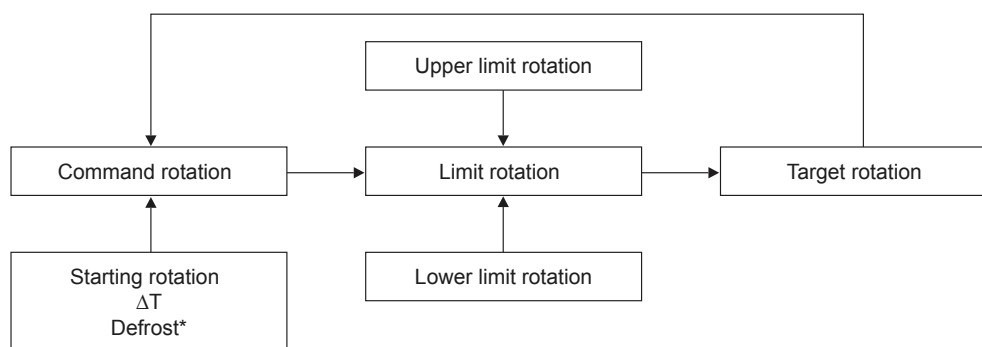 Upper limit rotation
Command rotation
Limit rotation
Target rotation
Starting rotation
ΔT
Defrost*
Lower limit rotation